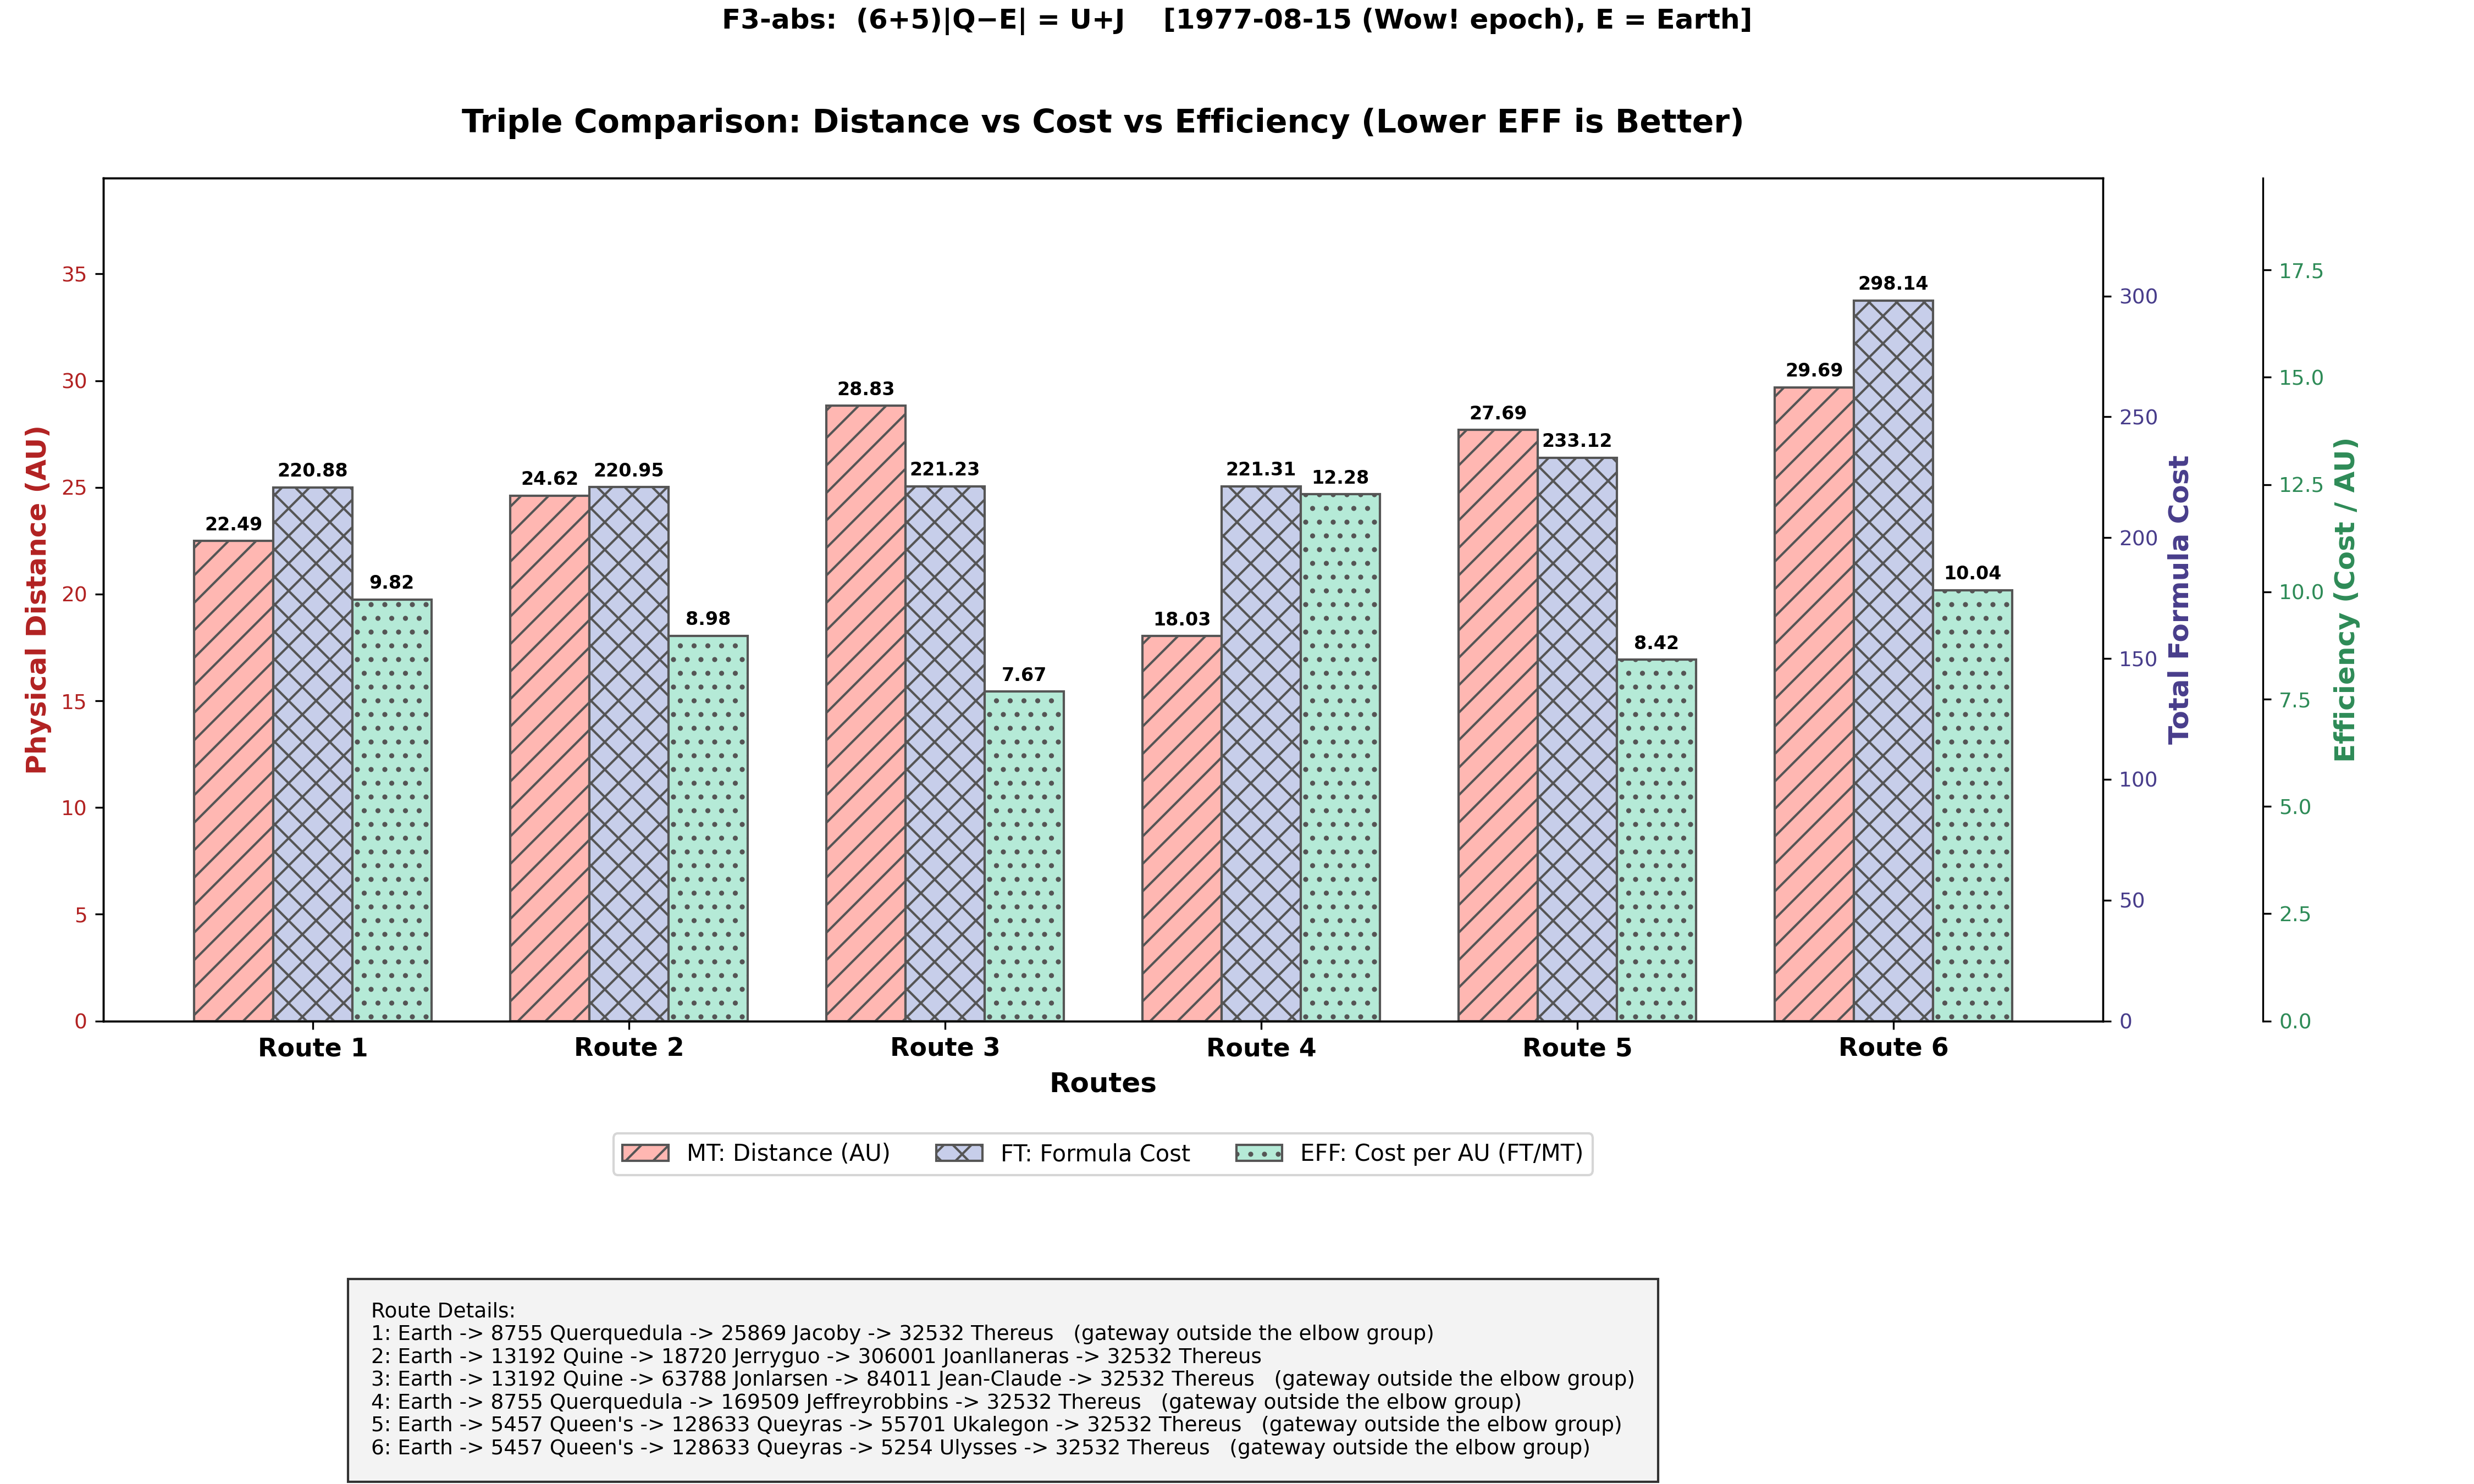 F3-abs:  (6+5)|Q−E| = U+J    [1977-08-15 (Wow! epoch), E = Earth]
Triple Comparison: Distance vs Cost vs Efficiency (Lower EFF is Better)
Physical Distance (AU)
35
30
25
20
15
10
5
0
22.49
220.88
9.82
24.62
220.95
8.98
28.83
221.23
7.67
18.03
221.31
12.28
27.69
233.12
8.42
29.69
298.14
10.04
300
250
200
150
100
50
0
Total Formula Cost
17.5
15.0
12.5
10.0
7.5
5.0
2.5
0.0
Efficiency (Cost / AU)
Route 1
Route 2
Route 3
Route 4
Route 5
Route 6
Routes
MT: Distance (AU)
FT: Formula Cost
EFF: Cost per AU (FT/MT)
Route Details:
1: Earth -> 8755 Querquedula -> 25869 Jacoby -> 32532 Thereus   (gateway outside the elbow group)
2: Earth -> 13192 Quine -> 18720 Jerryguo -> 306001 Joanllaneras -> 32532 Thereus
3: Earth -> 13192 Quine -> 63788 Jonlarsen -> 84011 Jean-Claude -> 32532 Thereus   (gateway outside the elbow group)
4: Earth -> 8755 Querquedula -> 169509 Jeffreyrobbins -> 32532 Thereus   (gateway outside the elbow group)
5: Earth -> 5457 Queen's -> 128633 Queyras -> 55701 Ukalegon -> 32532 Thereus   (gateway outside the elbow group)
6: Earth -> 5457 Queen's -> 128633 Queyras -> 5254 Ulysses -> 32532 Thereus   (gateway outside the elbow group)